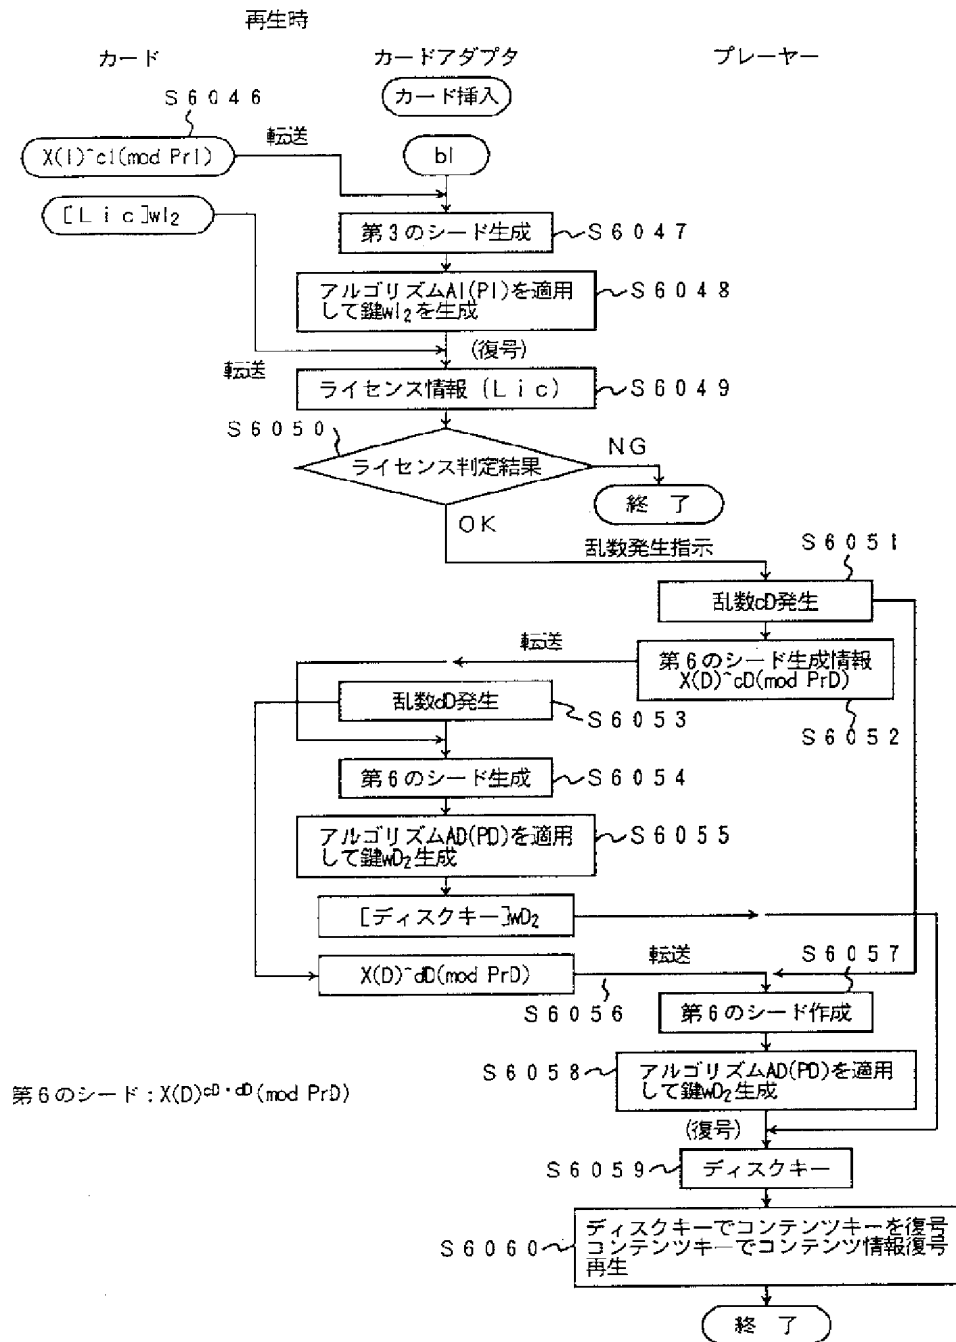 再生時
カード
カードアダプタ
プレーヤー
カード挿入
S6046
X(I)^cI(mod PrI)
転送
bI
[Lic]wI₂
第3のシード生成
S6047
アルゴリズムAI(PI)を適用
して鍵wI₂を生成
S6048
(復号)
転送
ライセンス情報 (Lic)
S6049
S6050
ライセンス判定結果
NG
終 了
OK
乱数発生指示
S6051
乱数cD発生
転送
第6のシード生成情報
X(D)^cD(mod PrD)
S6052
乱数dD発生
S6053
第6のシード生成
S6054
アルゴリズムAD(PD)を適用
して鍵wD₂生成
S6055
[ディスクキー]wD₂
X(D)^dD(mod PrD)
転送
S6056
S6057
第6のシード作成
S6058
アルゴリズムAD(PD)を適用
して鍵wD₂生成
第6のシード:X(D)^cD・dD(mod PrD)
(復号)
S6059
ディスクキー
S6060
ディスクキーでコンテンツキーを復号
コンテンツキーでコンテンツ情報復号
再生
終 了